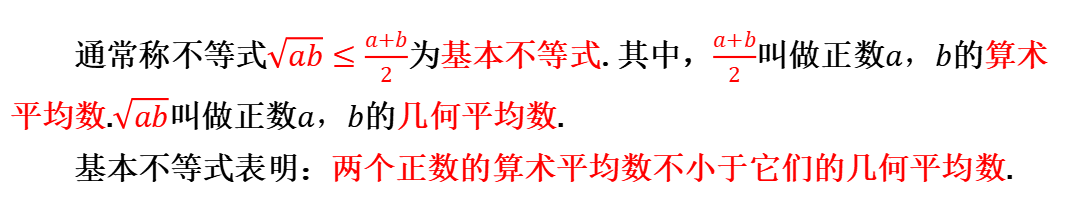 通常称不等式√ab ≤ (a+b)/2为基本不等式. 其中，(a+b)/2叫做正数a，b的算术
平均数.√ab叫做正数a，b的几何平均数.
基本不等式表明：两个正数的算术平均数不小于它们的几何平均数.